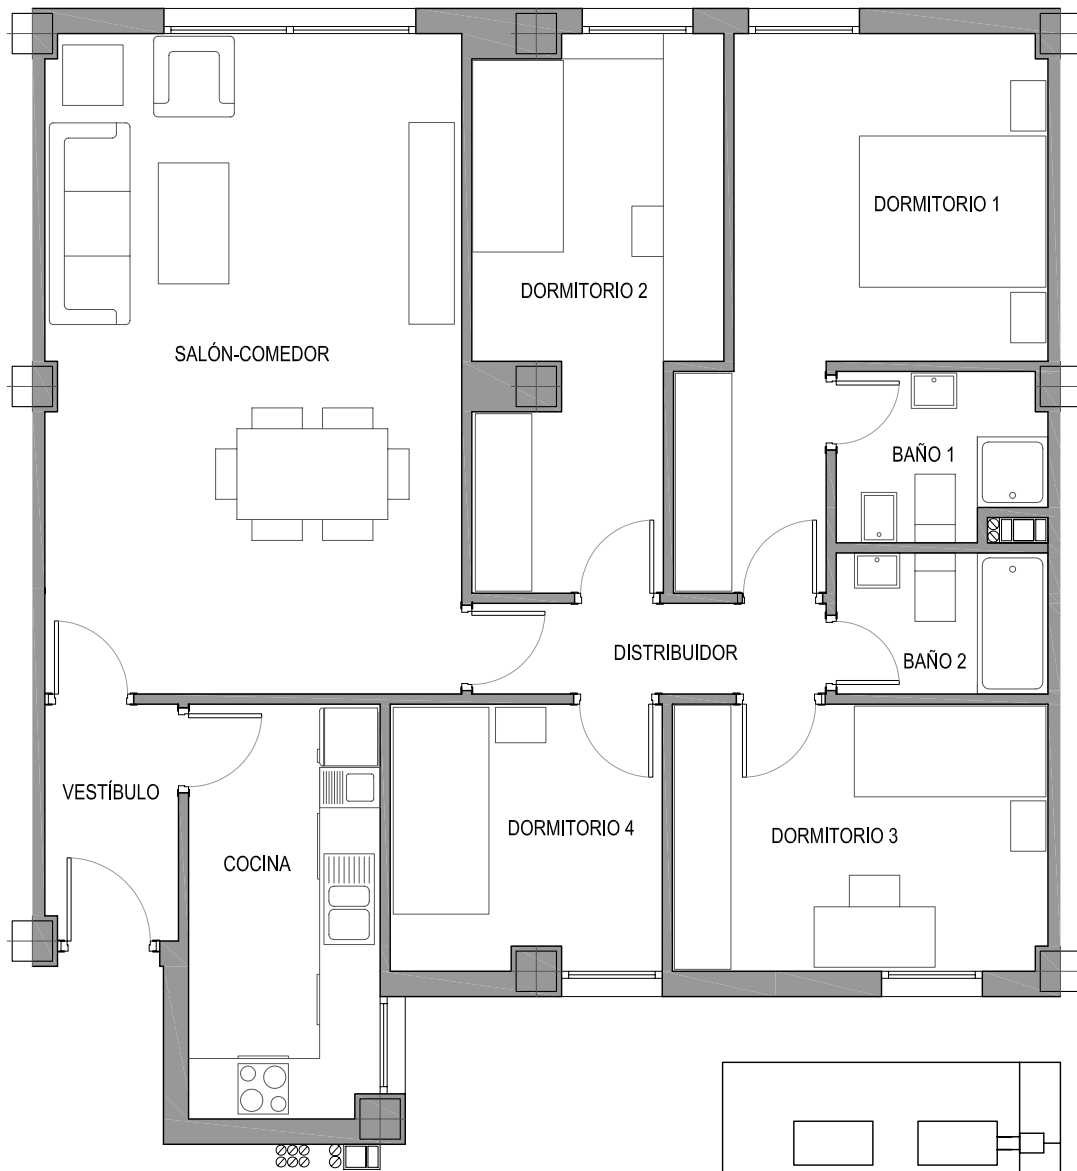 DORMITORIO 1
DORMITORIO 2
SALÓN-COMEDOR
BAÑO 1
DISTRIBUIDOR
BAÑO 2
VESTÍBULO
DORMITORIO 4
DORMITORIO 3
COCINA